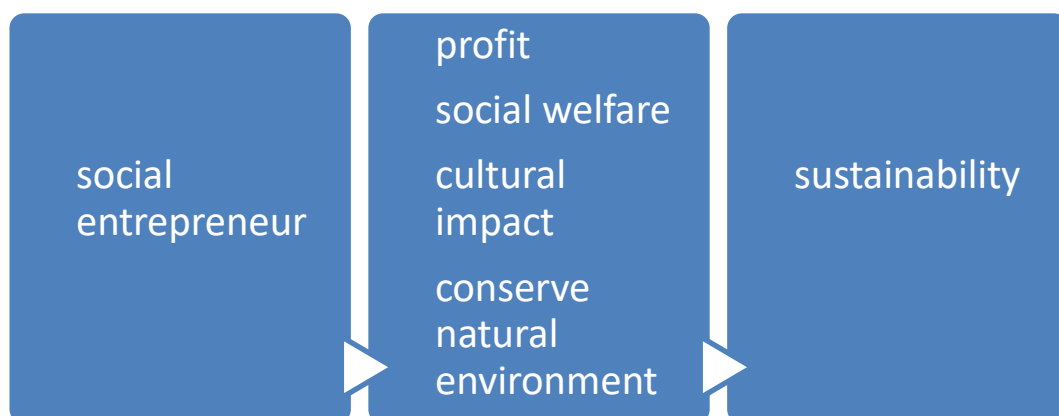 social
entrepreneur
profit
social welfare
cultural
impact
conserve
natural
environment
sustainability